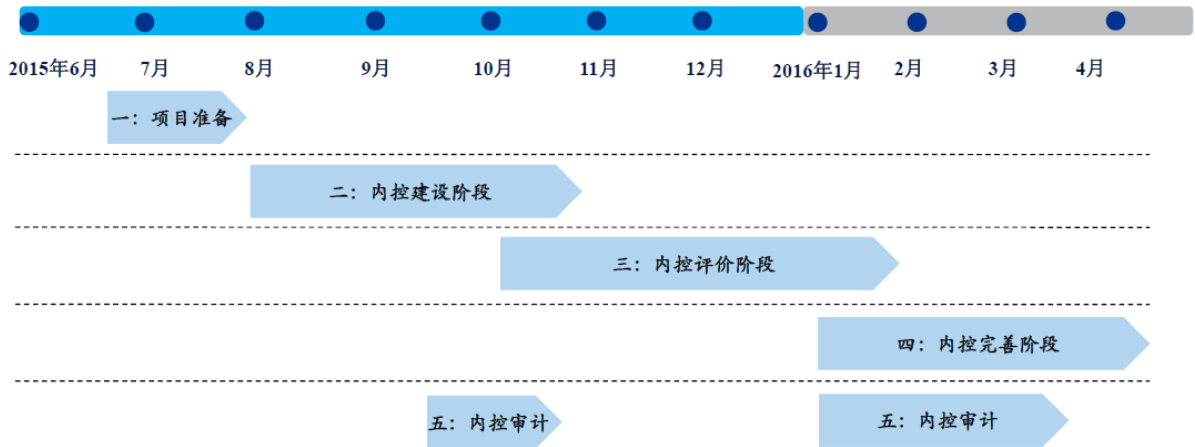 2015年6月 7月 8月 9月 10月 11月 12月 2016年1月 2月 3月 4月
一：项目准备
二：内控建设阶段
三：内控评价阶段
四：内控完善阶段
五：内控审计 五：内控审计